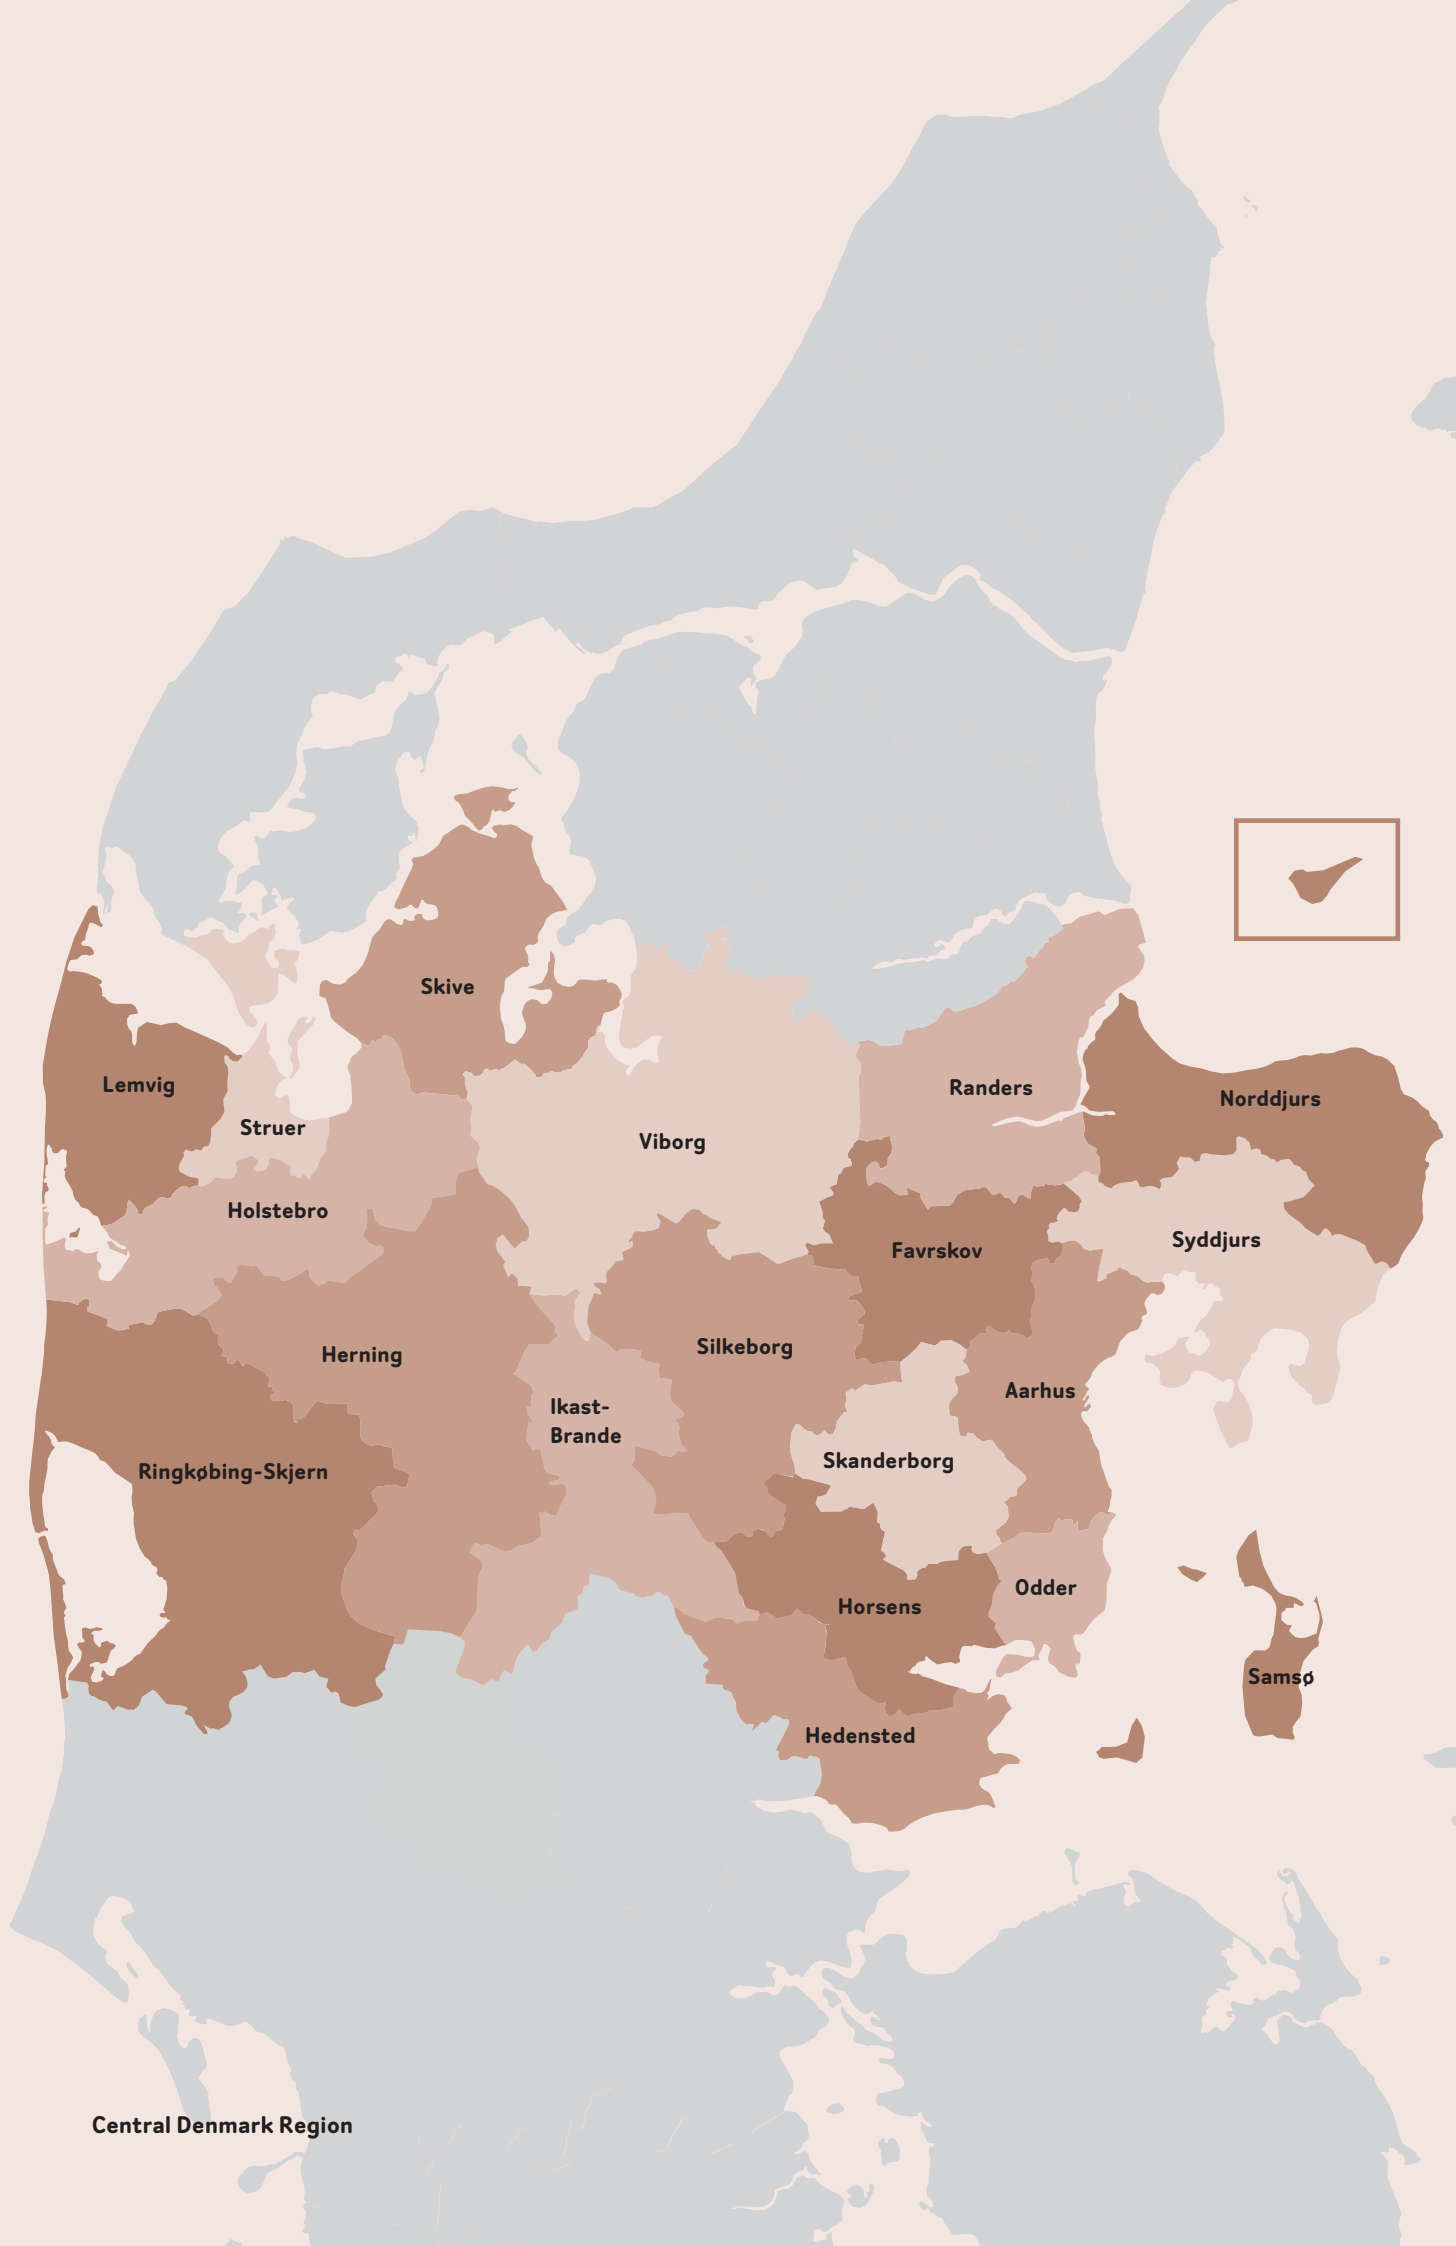 Skive
Lemvig
Randers
Norddjurs
Struer
Viborg
Holstebro
Syddjurs
Favrskov
Silkeborg
Herning
Aarhus
Ikast-
Brande
Skanderborg
Ringkøbing-Skjern
Odder
Horsens
Samsø
Hedensted
Central Denmark Region